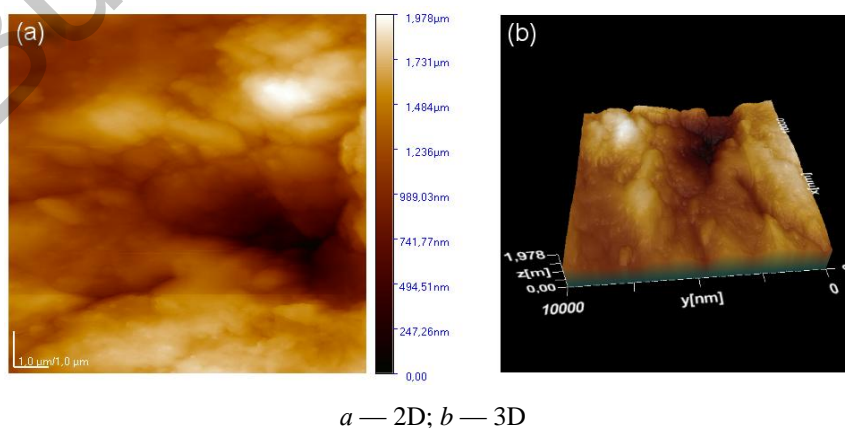 (a)
1,978µm
1,731µm
1,484µm
1,236µm
989,03nm
741,77nm
494,51nm
247,26nm
0,00
1,0 µm/1,0 µm
(b)
x[nm]
1,978
z[m]
0,00
10000
y[nm]
0
a — 2D; b — 3D